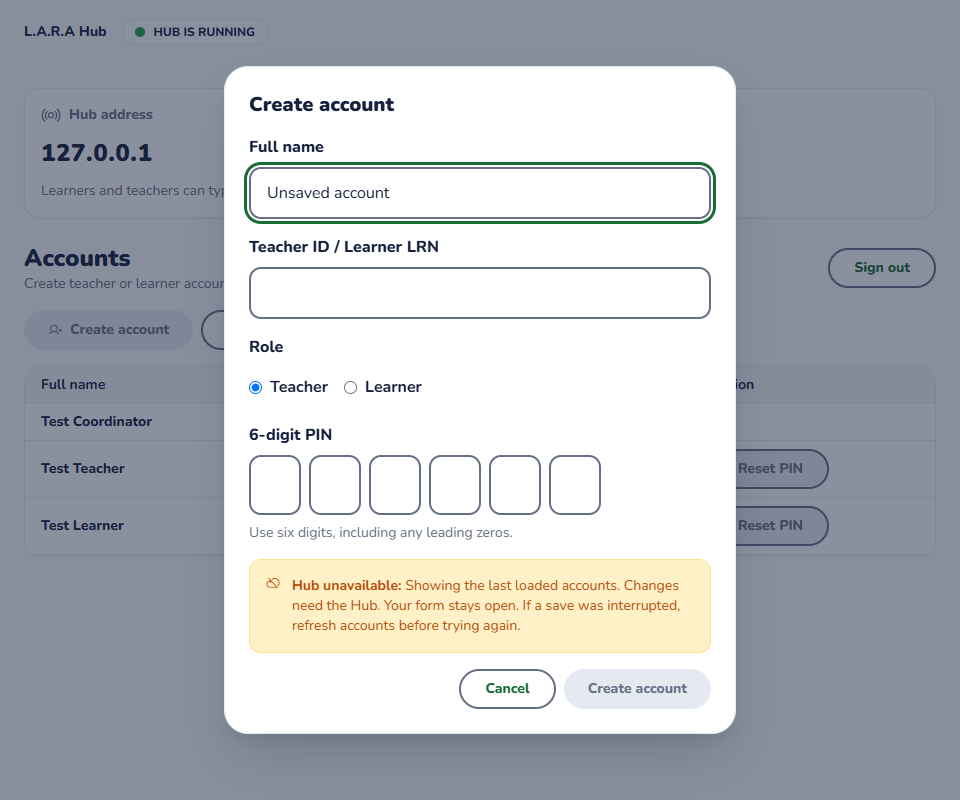 L.A.R.A Hub
HUB IS RUNNING
Hub address
127.0.0.1
Learners and teachers can
Accounts
Create teacher or learner
Sign out
Create account
Full name
Test Coordinator
Test Teacher
Reset PIN
Test Learner
Reset PIN
Create account
Full name
Unsaved account
Teacher ID / Learner LRN
Role
Teacher
Learner
6-digit PIN
Use six digits, including any leading zeros.
Hub unavailable: Showing the last loaded accounts. Changes
need the Hub. Your form stays open. If a save was interrupted,
refresh accounts before trying again.
Cancel
Create account